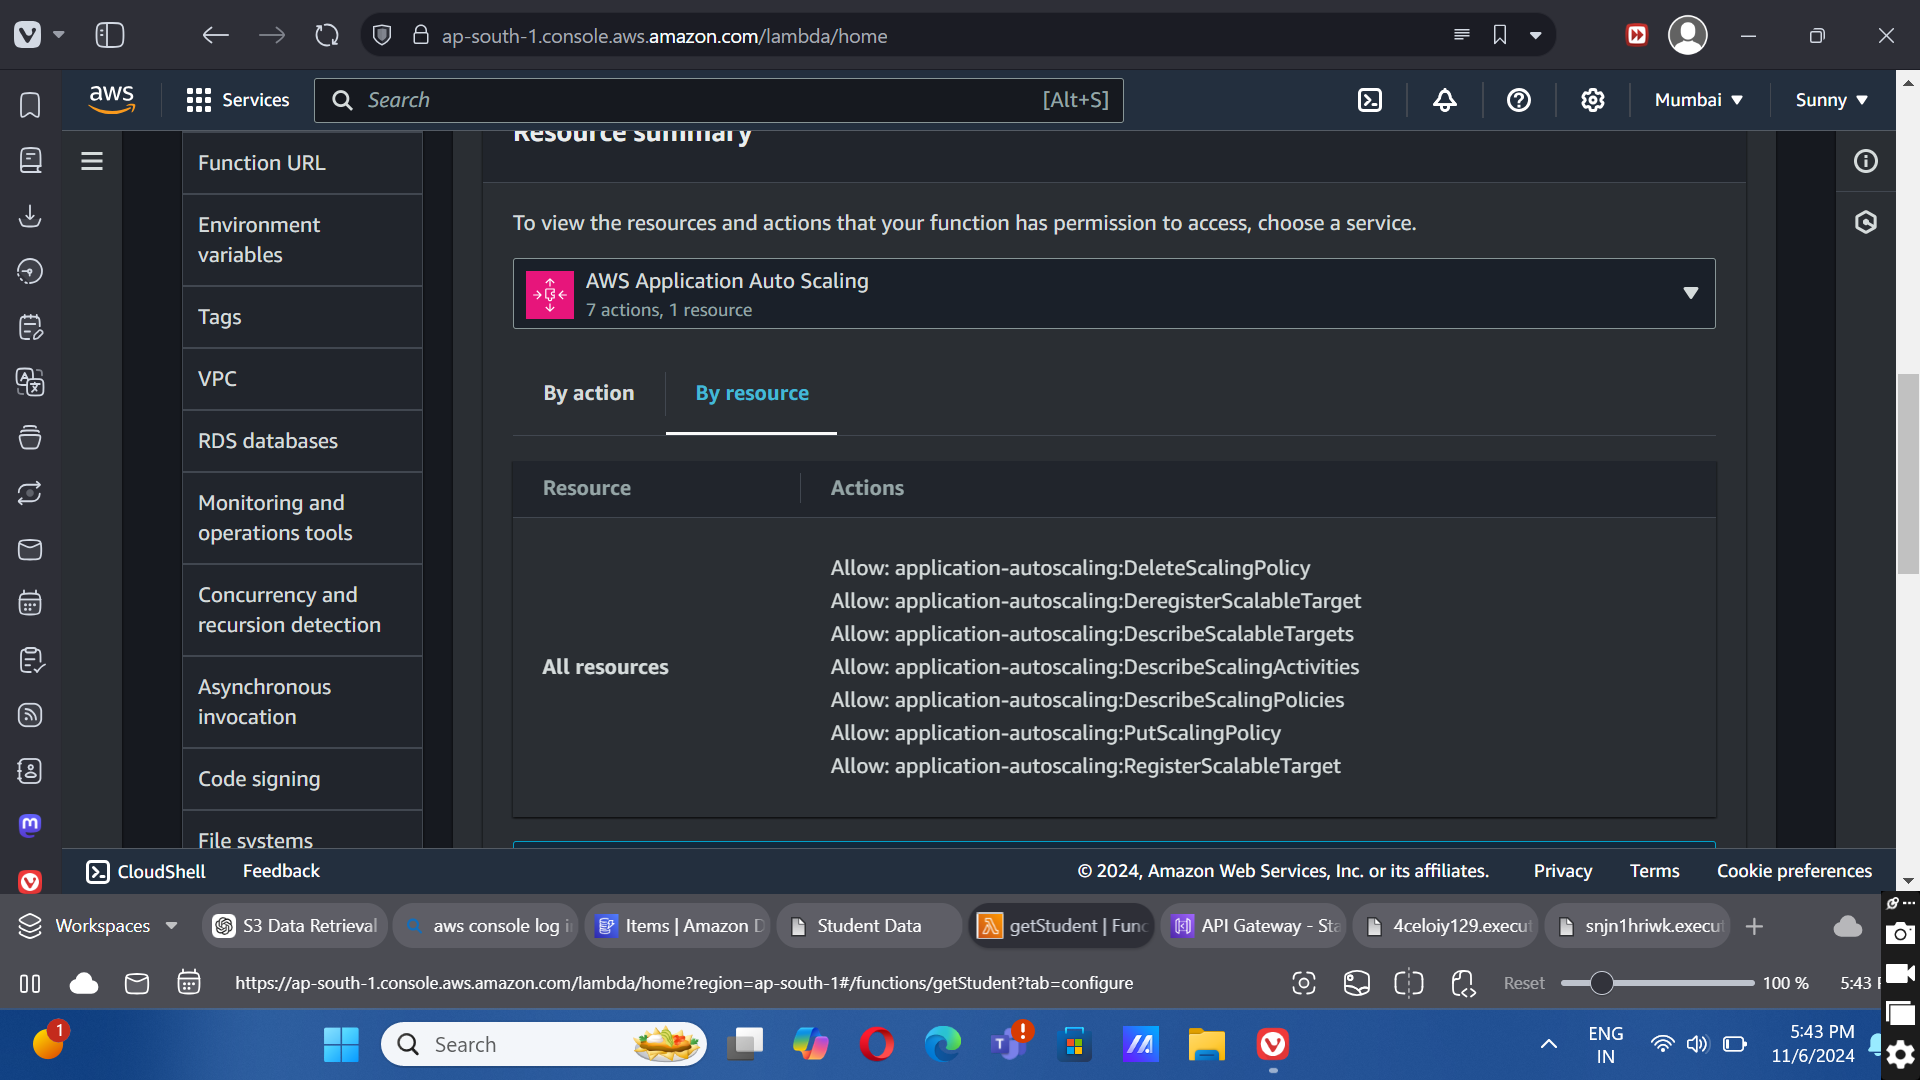 ap-south-1.console.aws.amazon.com/lambda/home
aws
Services
Search
[Alt+S]
Mumbai
Sunny
Function URL
Environment
variables
Tags
VPC
RDS databases
Monitoring and
operations tools
Concurrency and
recursion detection
Asynchronous
invocation
Code signing
File systems
Resource summary
To view the resources and actions that your function has permission to access, choose a service.
AWS Application Auto Scaling
7 actions, 1 resource
By action
By resource
Resource
Actions
All resources
Allow: application-autoscaling:DeleteScalingPolicy
Allow: application-autoscaling:DeregisterScalableTarget
Allow: application-autoscaling:DescribeScalableTargets
Allow: application-autoscaling:DescribeScalingActivities
Allow: application-autoscaling:DescribeScalingPolicies
Allow: application-autoscaling:PutScalingPolicy
Allow: application-autoscaling:RegisterScalableTarget
CloudShell
Feedback
© 2024, Amazon Web Services, Inc. or its affiliates.
Privacy
Terms
Cookie preferences
Workspaces
S3 Data Retrieval
aws console log i
Items | Amazon D
Student Data
getStudent | Func
API Gateway - Sta
4celoiy129.execut
snjn1hriwk.execut
https://ap-south-1.console.aws.amazon.com/lambda/home?region=ap-south-1#/functions/getStudent?tab=configure
Reset
100 %
5:43
1
Search
ENG
IN
5:43 PM
11/6/2024